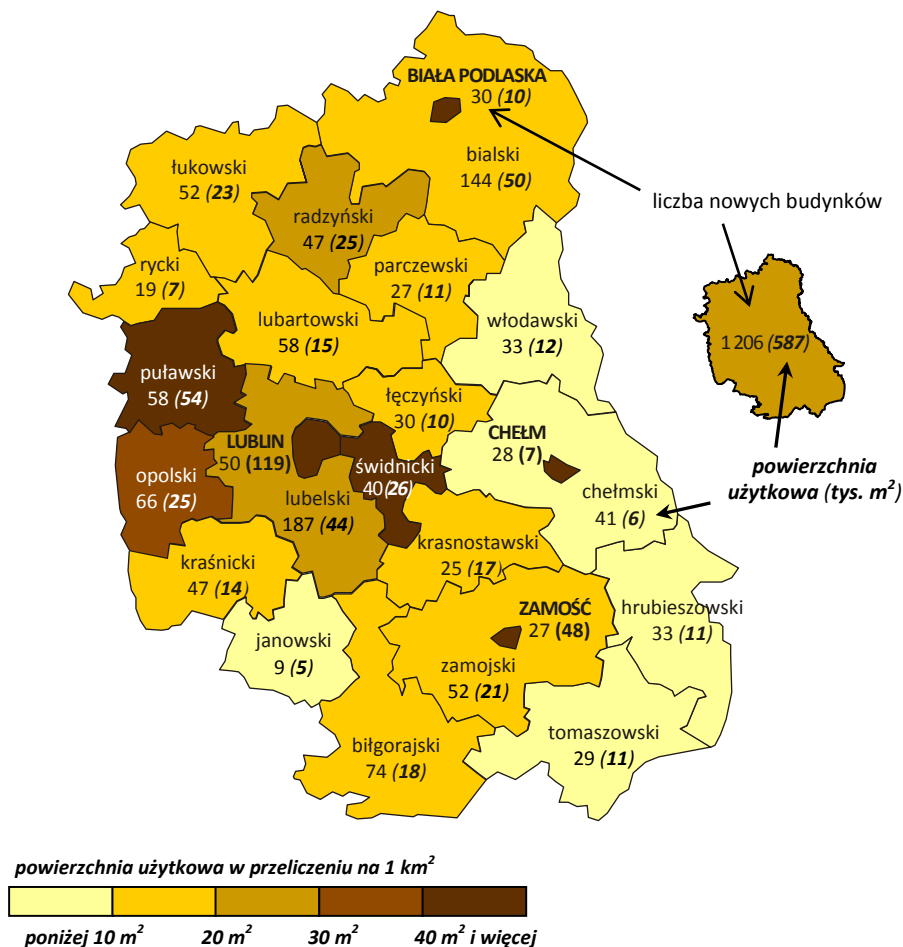 BIAŁA PODLASKA
30 (10)
bialski
144 (50)
łukowski
52 (23)
radzyński
47 (25)
liczba nowych budynków
rycki
19 (7)
parczewski
27 (11)
lubartowski
58 (15)
włodawski
33 (12)
1206 (587)
puławski
58 (54)
łęczyński
30 (10)
LUBLIN
50 (119)
CHEŁM
28 (7)
świdnicki
40(26)
opolski
66 (25)
powierzchnia
użytkowa (tys. m²)
lubelski
187 (44)
chełmski
41 (6)
krasnostawski
25 (17)
kraśnicki
47 (14)
ZAMOŚĆ
27 (48)
hrubieszowski
33 (11)
janowski
9 (5)
zamojski
52 (21)
biłgorajski
74 (18)
tomaszowski
29 (11)
powierzchnia użytkowa w przeliczeniu na 1 km²
poniżej 10 m² 20 m² 30 m² 40 m² i więcej